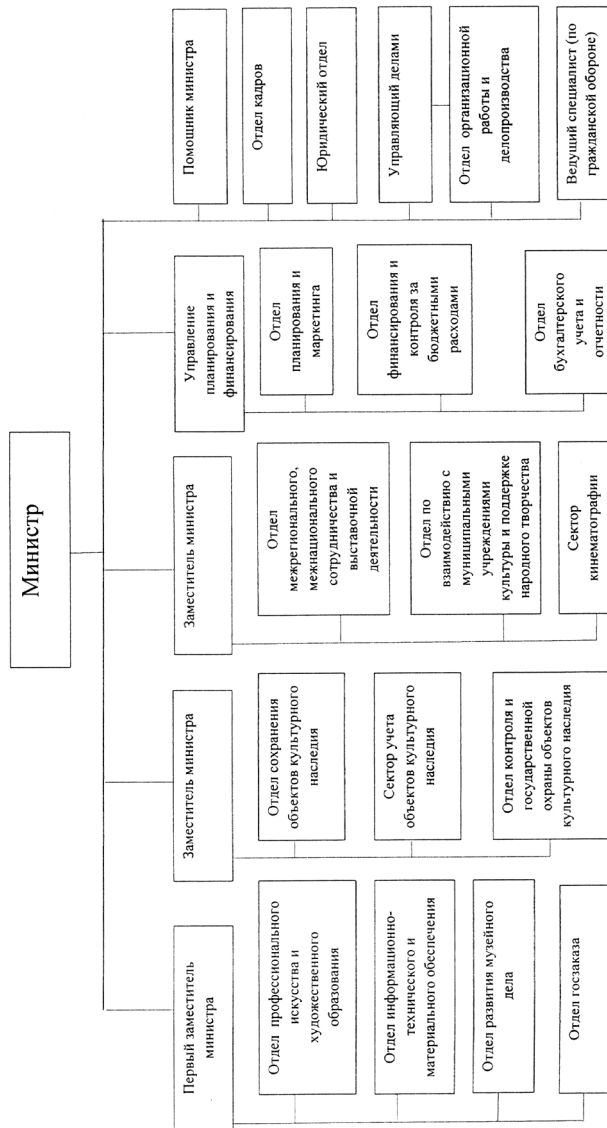 Министр
Первый заместитель
министра
Отдел профессионального
искусства и
художественного
образования
Отдел информационно-
технического и
материального обеспечения
Отдел развития музейного
дела
Отдел госзаказа
Заместитель министра
Отдел сохранения
объектов культурного
наследия
Сектор учета
объектов культурного
наследия
Отдел контроля и
государственной
охраны объектов
культурного наследия
Заместитель министра
Отдел
межрегионального,
межнационального
сотрудничества и
выставочной
деятельности
Отдел по
взаимодействию с
муниципальными
учреждениями
культуры и поддержке
народного творчества
Сектор
кинематографии
Управление
планирования и
финансирования
Отдел
планирования и
маркетинга
Отдел
финансирования и
контроля за
бюджетными
расходами
Отдел
бухгалтерского
учета и
отчетности
Помощник министра
Отдел кадров
Юридический отдел
Управляющий делами
Отдел организационной
работы и
делопроизводства
Ведущий специалист (по
гражданской обороне)